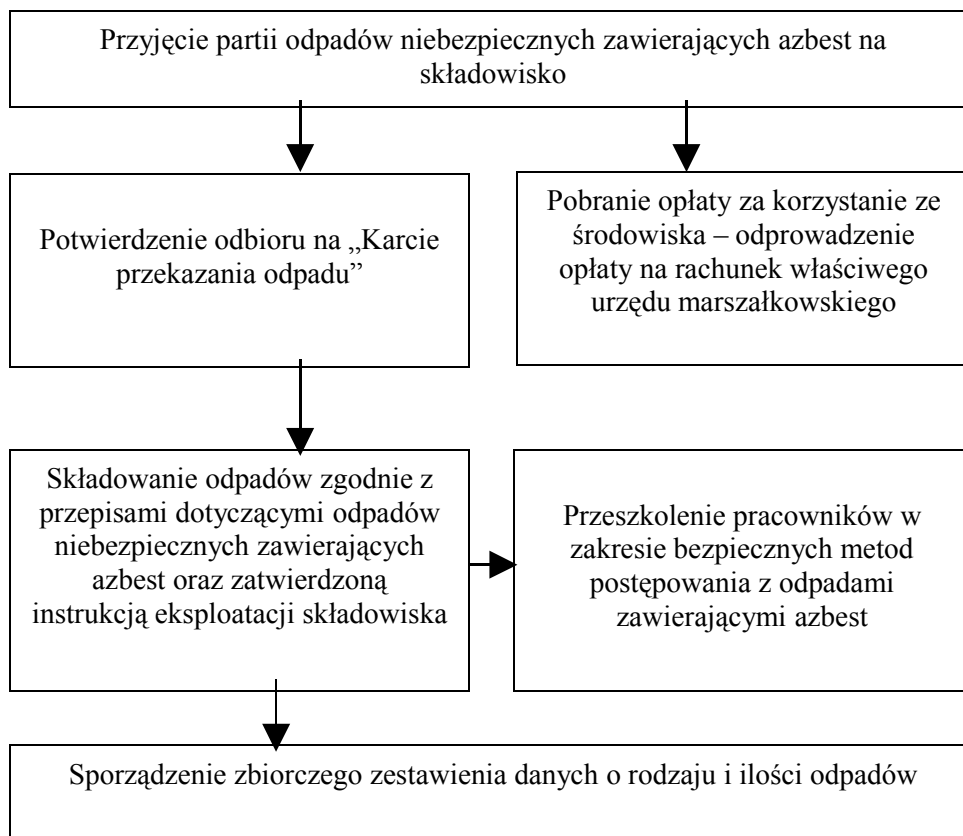 Przyjęcie partii odpadów niebezpiecznych zawierających azbest na
składowisko
Potwierdzenie odbioru na „Karcie
przekazania odpadu”
Pobranie opłaty za korzystanie ze
środowiska – odprowadzenie
opłaty na rachunek właściwego
urzędu marszałkowskiego
Składowanie odpadów zgodnie z
przepisami dotyczącymi odpadów
niebezpiecznych zawierających
azbest oraz zatwierdzoną
instrukcją eksploatacji składowiska
Przeszkolenie pracowników w
zakresie bezpiecznych metod
postępowania z odpadami
zawierającymi azbest
Sporządzenie zbiorczego zestawienia danych o rodzaju i ilości odpadów